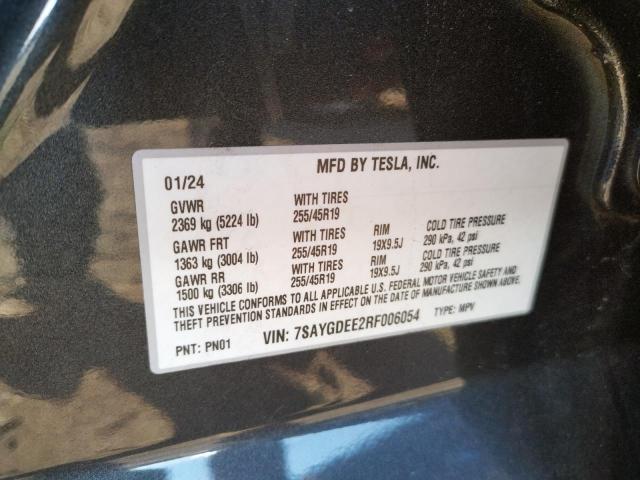 MFD BY TESLA, INC.
01/24
GVWR WITH TIRES
2369 kg (5224 lb) 255/45R19
GAWR FRT WITH TIRES RIM COLD TIRE PRESSURE
1363 kg (3004 lb) 255/45R19 19X9.5J 290 kPa, 42 psi
GAWR RR WITH TIRES RIM COLD TIRE PRESSURE
1500 kg (3306 lb) 255/45R19 19X9.5J 290 kPa, 42 psi
THIS VEHICLE CONFORMS TO ALL APPLICABLE U.S. FEDERAL MOTOR VEHICLE SAFETY AND
THEFT PREVENTION STANDARDS IN EFFECT ON THE DATE OF MANUFACTURE SHOWN ABOVE.
PNT: PN01 VIN: 7SAYGDEE2RF006054 TYPE: MPV